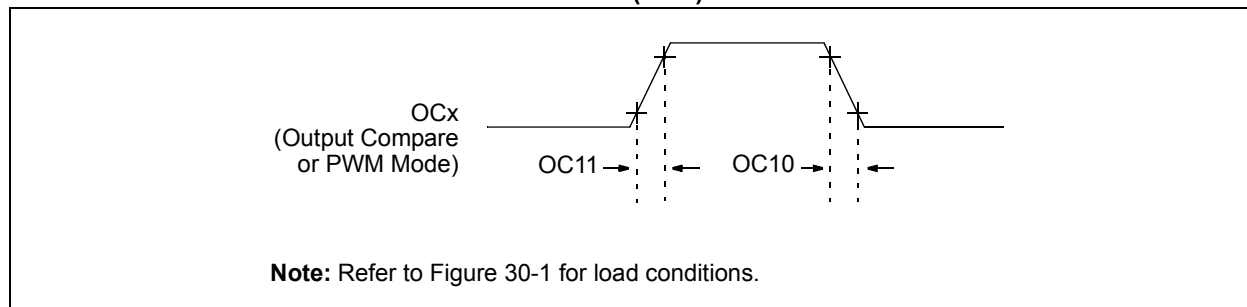 OCx
(Output Compare
or PWM Mode)
OC11
OC10
Note: Refer to Figure 30-1 for load conditions.